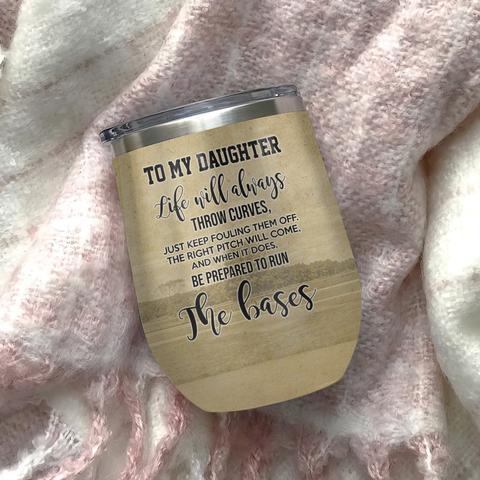 TO MY DAUGHTER
Life will always
THROW CURVES,
JUST KEEP FOULING THEM OFF.
THE RIGHT PITCH WILL COME.
AND WHEN IT DOES.
BE PREPARED TO RUN
The bases